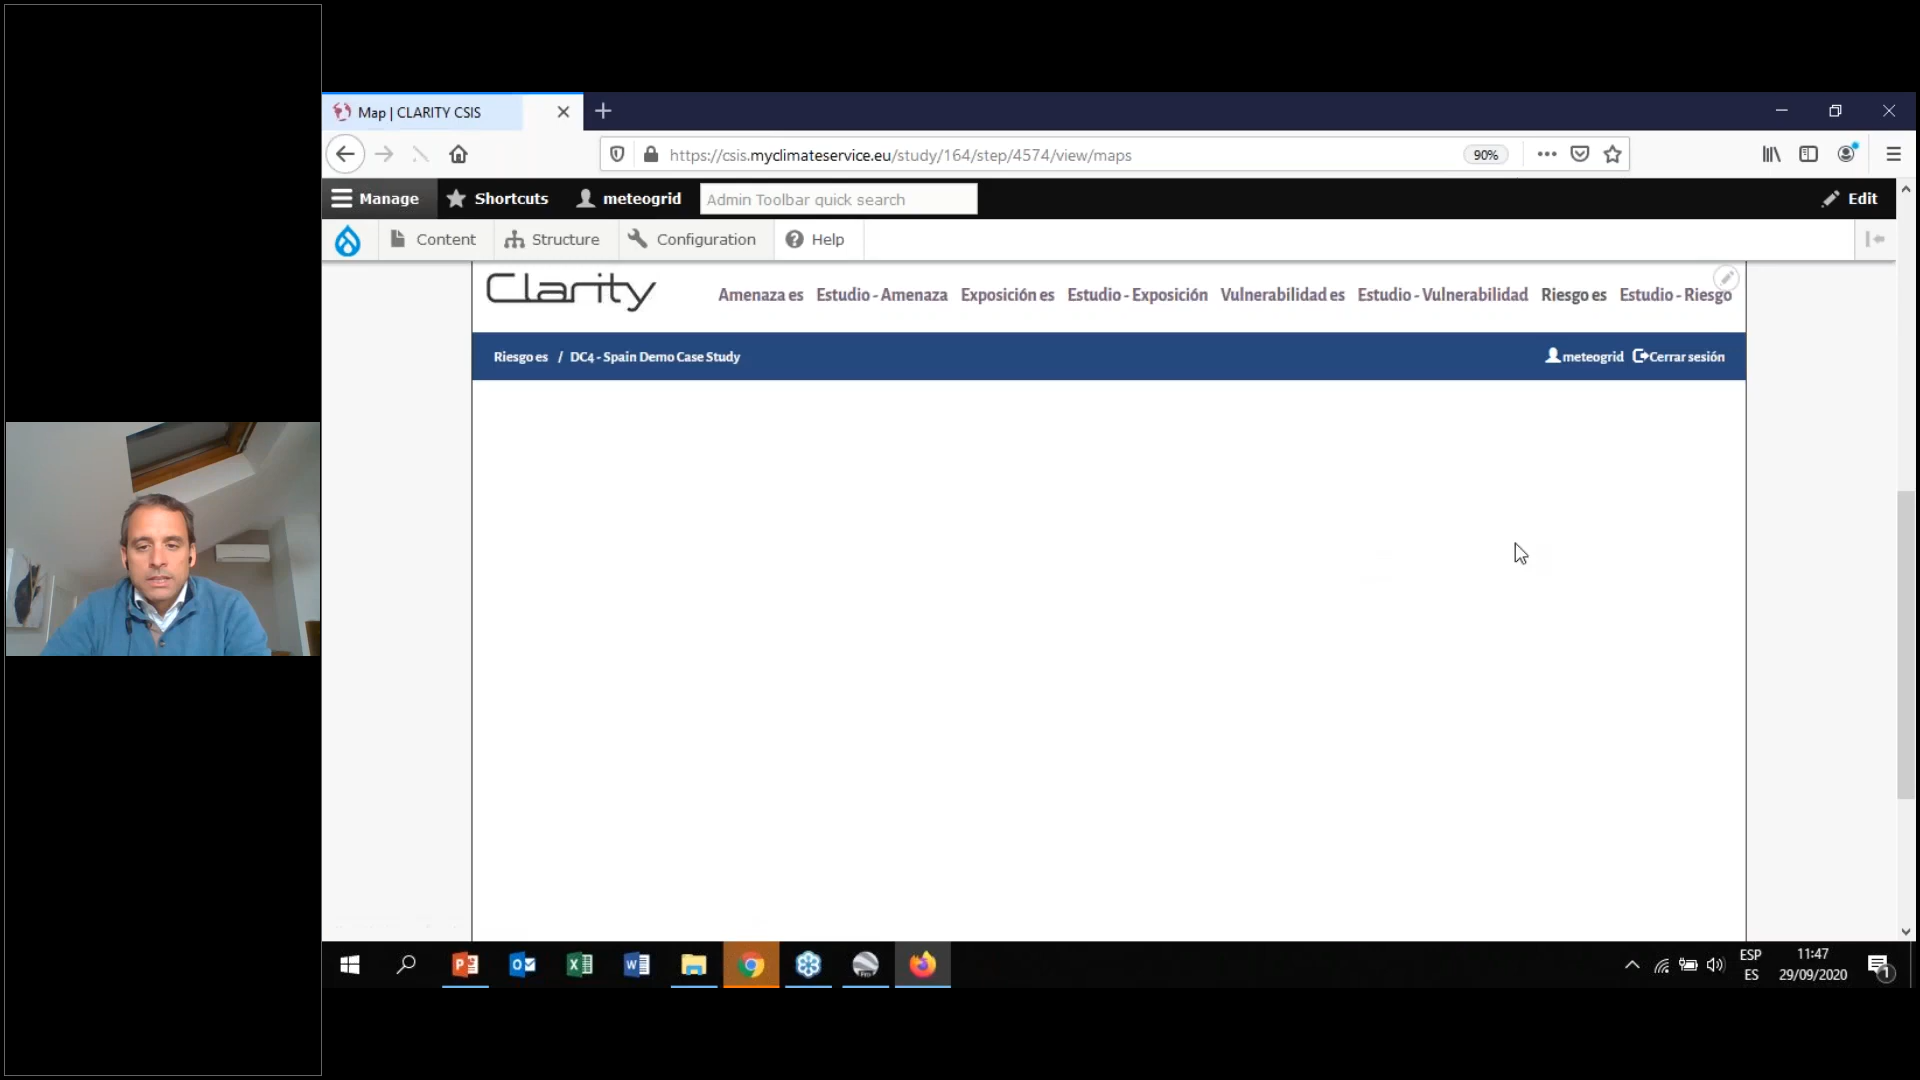 Map | CLARITY CSIS
https://csis.myclimateservice.eu/study/164/step/4574/view/maps
90%
Manage
Shortcuts
meteogrid
Admin Toolbar quick search
Edit
Content
Structure
Configuration
Help
Clarity
Amenaza es
Estudio - Amenaza
Exposición es
Estudio - Exposición
Vulnerabilidad es
Estudio - Vulnerabilidad
Riesgo es
Estudio - Riesgo
Riesgo es / DC4 - Spain Demo Case Study
meteogrid
Cerrar sesión
ESP
ES
11:47
29/09/2020
1